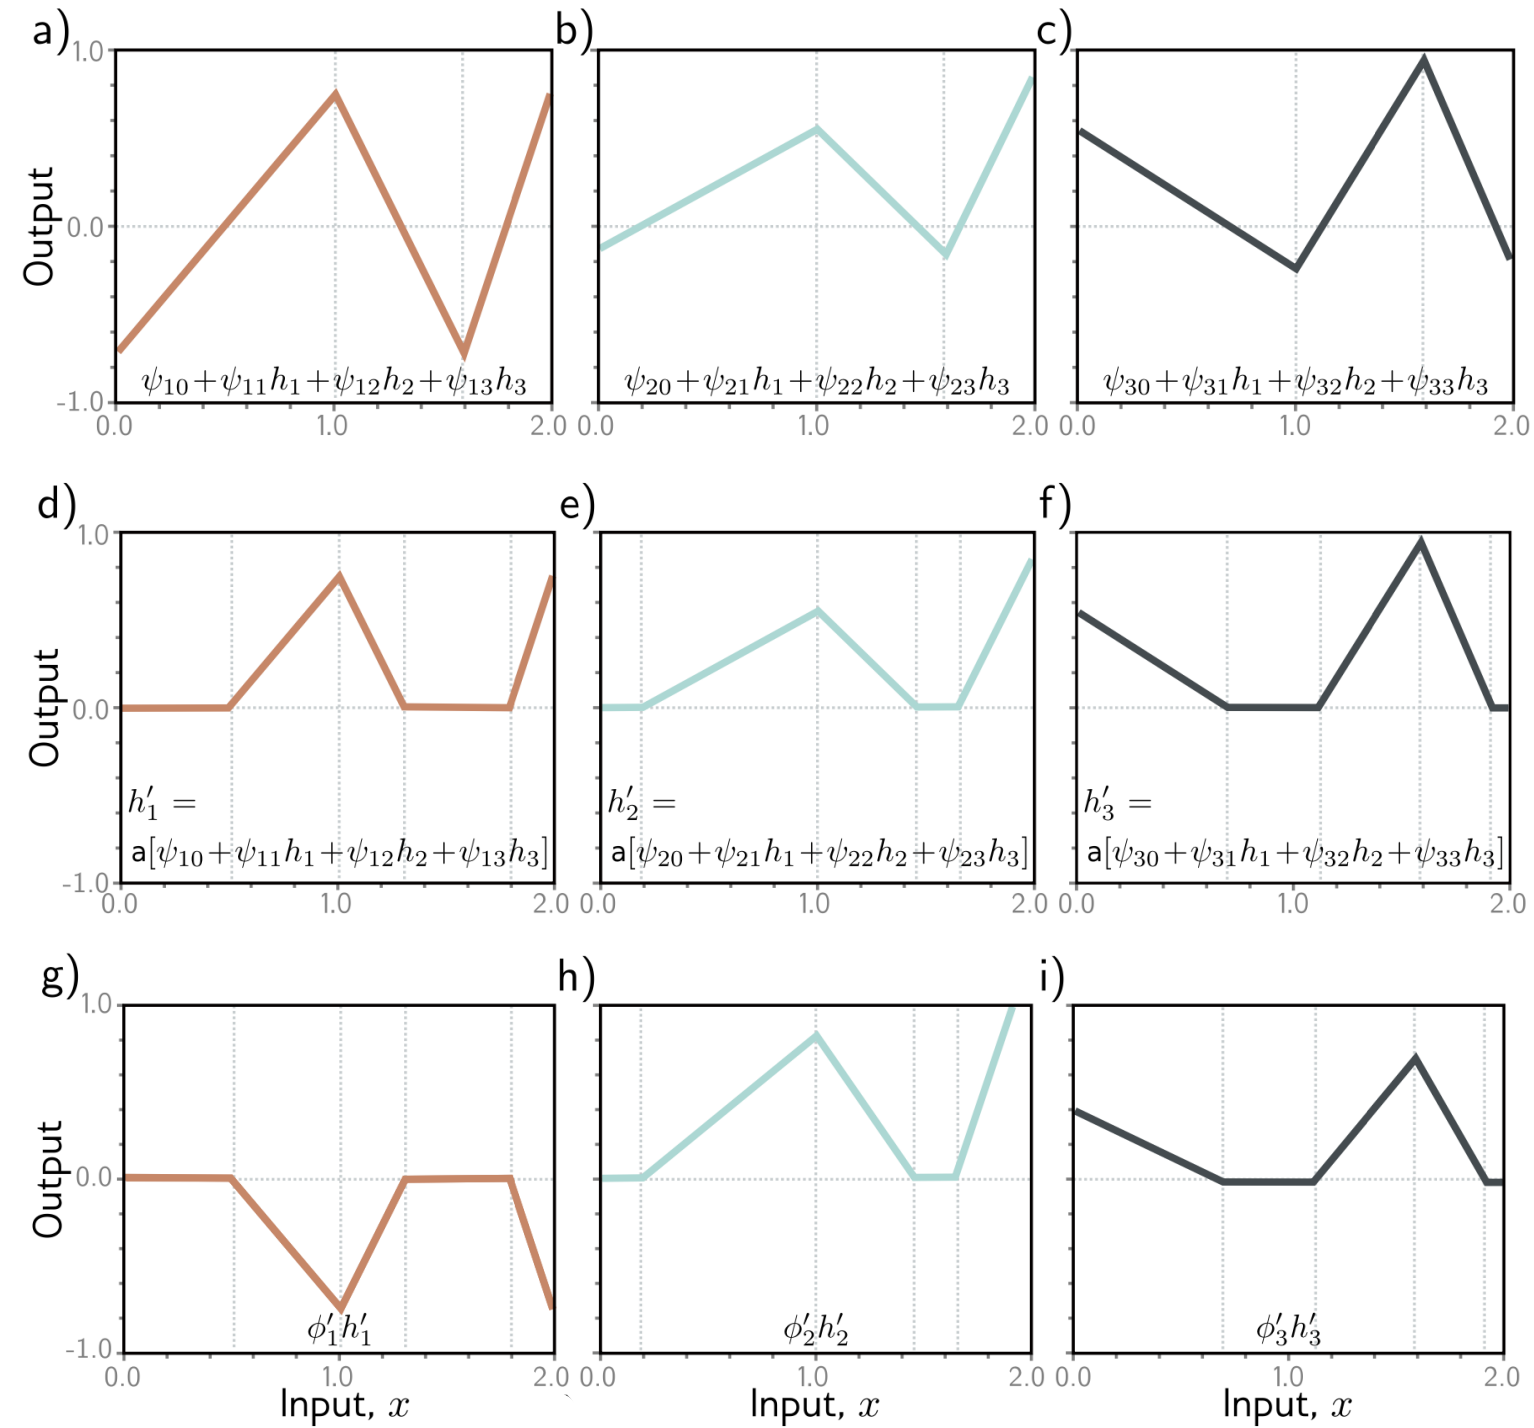 a) b) c)
1.0
Output
0.0
-1.0
ψ₁₀+ψ₁₁h₁+ψ₁₂h₂+ψ₁₃h₃ ψ₂₀+ψ₂₁h₁+ψ₂₂h₂+ψ₂₃h₃ ψ₃₀+ψ₃₁h₁+ψ₃₂h₂+ψ₃₃h₃
0.0 1.0 2.0 0.0 1.0 2.0 0.0 1.0 2.0
d) e) f)
1.0
Output
0.0
-1.0
h′₁ = h′₂ = h′₃ =
a[ψ₁₀+ψ₁₁h₁+ψ₁₂h₂+ψ₁₃h₃] a[ψ₂₀+ψ₂₁h₁+ψ₂₂h₂+ψ₂₃h₃] a[ψ₃₀+ψ₃₁h₁+ψ₃₂h₂+ψ₃₃h₃]
0.0 1.0 2.0 0.0 1.0 2.0 0.0 1.0 2.0
g) h) i)
1.0
Output
0.0
-1.0
ϕ′₁h′₁ ϕ′₂h′₂ ϕ′₃h′₃
0.0 1.0 2.0 0.0 1.0 2.0 0.0 1.0 2.0
Input, x Input, x Input, x